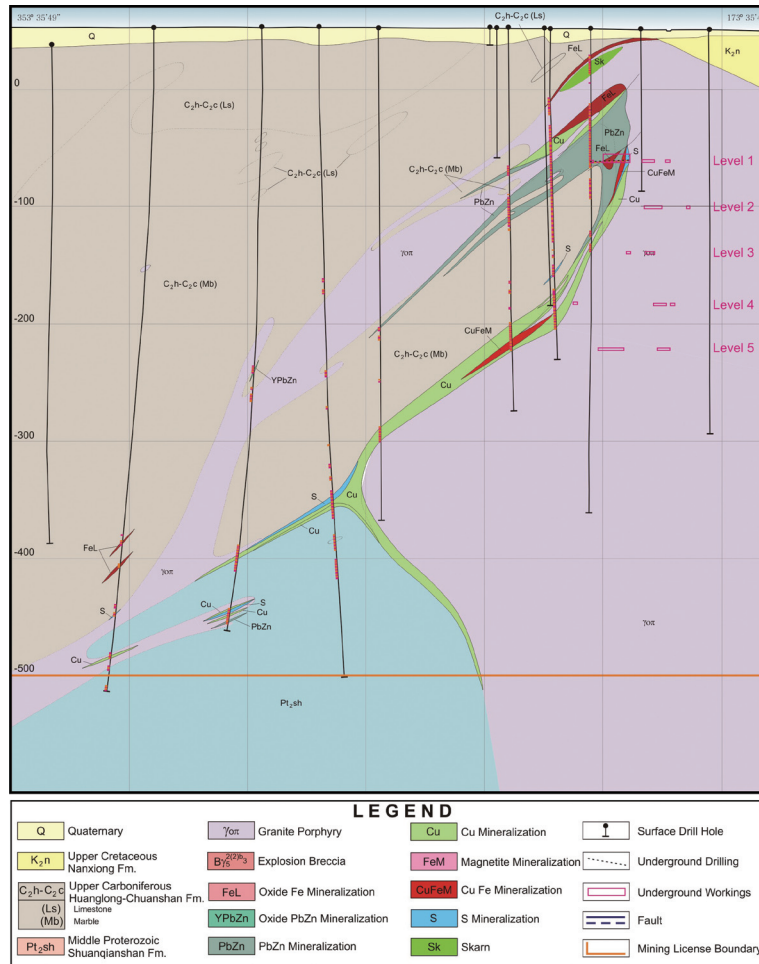 353° 35'49"
173° 35'49"
C₂h-C₂c (Ls)
Q
Q
K₂n
FeL
Sk
0
C₂h-C₂c (Ls)
FeL
PbZn
Cu
C₂h-C₂c (Ls)
C₂h-C₂c (Mb)
FeL
S
Level 1
CuFeM
PbZn
Cu
-100
Level 2
γοπ
S
γοπ
Level 3
C₂h-C₂c (Mb)
Level 4
-200
CuFeM
Level 5
C₂h-C₂c (Mb)
YPbZn
Cu
-300
S
Cu
Cu
FeL
-400
γοπ
S
Cu
S
Cu
PbZn
γοπ
Cu
-500
Pt₂sh
LEGEND
Q Quaternary
K₂n Upper Cretaceous Nanxiong Fm.
C₂h-C₂c Upper Carboniferous Huanglong-Chuanshan Fm.
(Ls) Limestone
(Mb) Marble
Pt₂sh Middle Proterozoic Shuanqianshan Fm.
γοπ Granite Porphyry
Bγ₅²⁽²⁾ᵇ3 Explosion Breccia
FeL Oxide Fe Mineralization
YPbZn Oxide PbZn Mineralization
PbZn PbZn Mineralization
Cu Cu Mineralization
FeM Magnetite Mineralization
CuFeM Cu Fe Mineralization
S S Mineralization
Sk Skarn
Surface Drill Hole
Underground Drilling
Underground Workings
Fault
Mining License Boundary